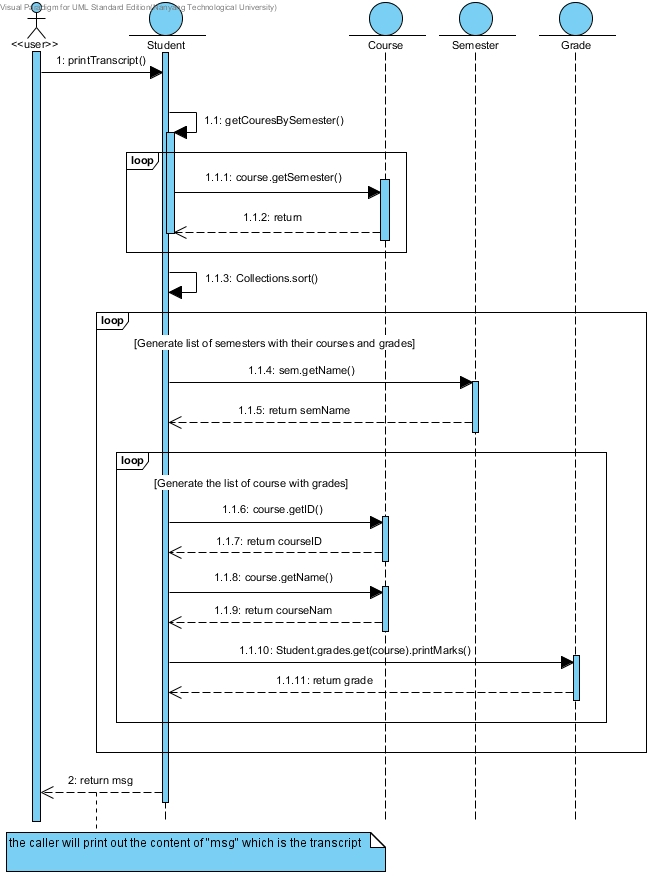 Visual Paradigm for UML Standard Edition(Nanyang Technological University)
<<user>>
Student
Course
Semester
Grade
1: printTranscript()
1.1: getCouresBySemester()
loop
1.1.1: course.getSemester()
1.1.2: return
1.1.3: Collections.sort()
loop
[Generate list of semesters with their courses and grades]
1.1.4: sem.getName()
1.1.5: return semName
loop
[Generate the list of course with grades]
1.1.6: course.getID()
1.1.7: return courseID
1.1.8: course.getName()
1.1.9: return courseNam
1.1.10: Student.grades.get(course).printMarks()
1.1.11: return grade
2: return msg
the caller will print out the content of "msg" which is the transcript